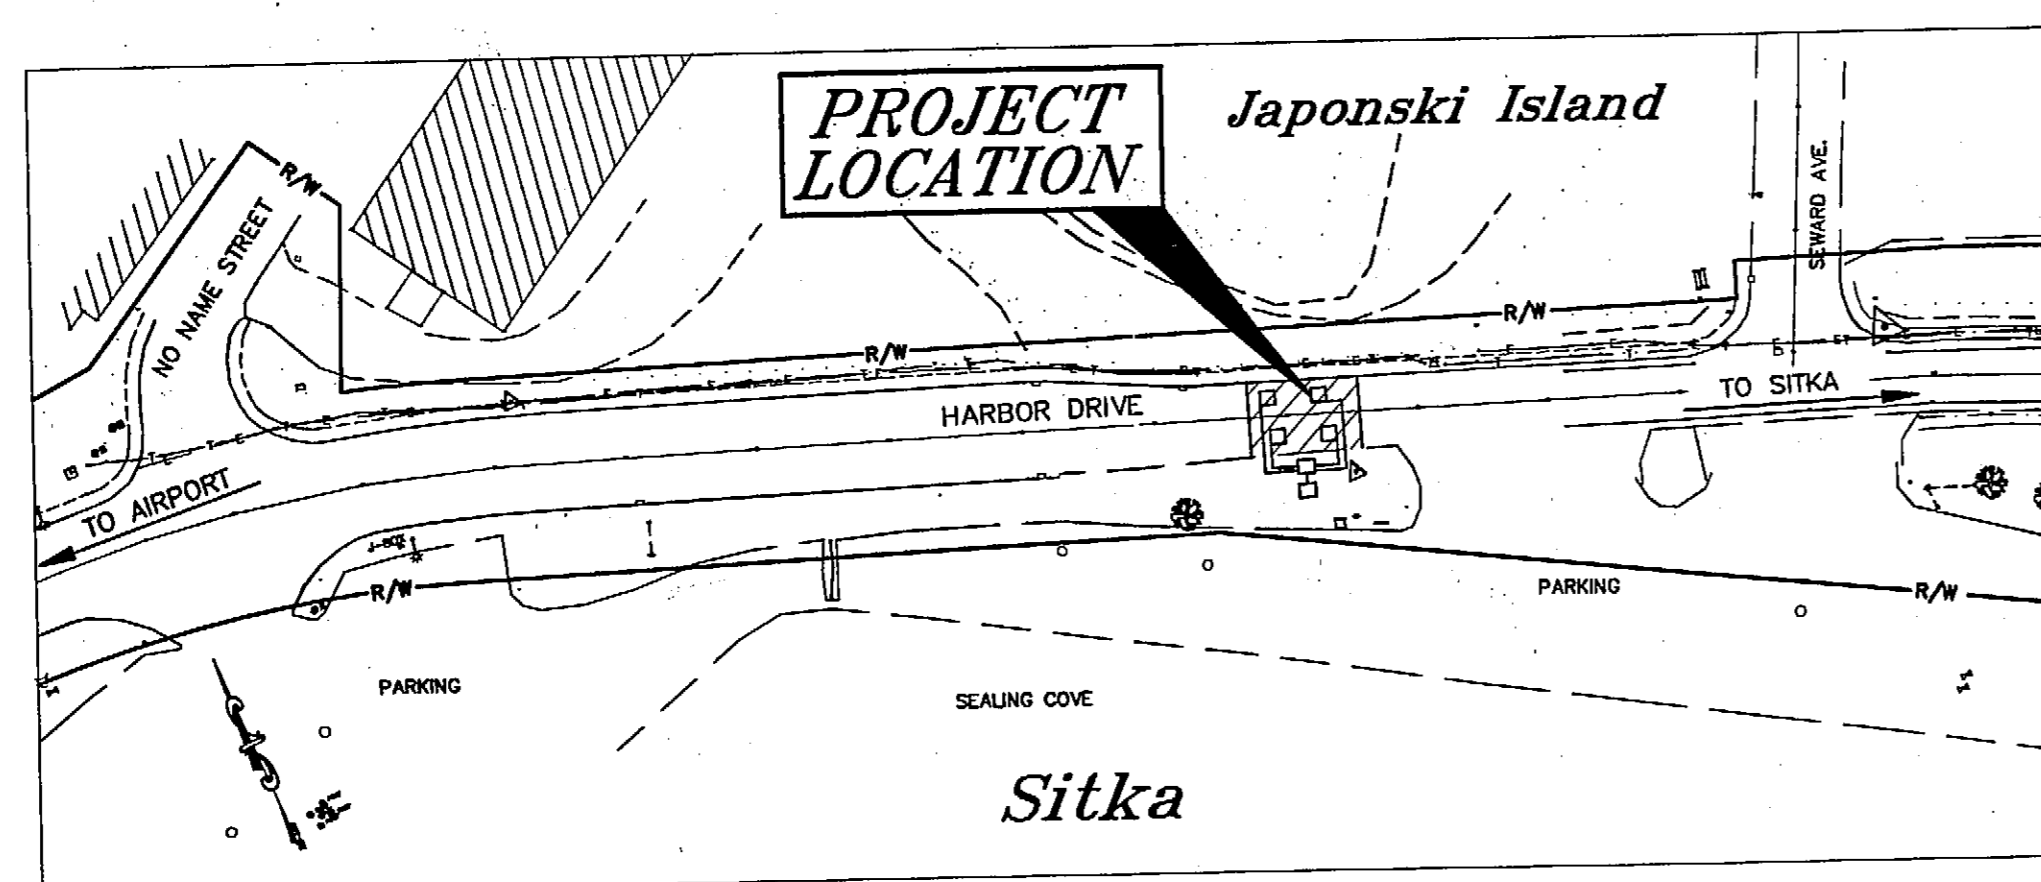 PROJECT
LOCATION
Japonski Island
R/W
NO NAME STREET
SEWARD AVE.
R/W
R/W
HARBOR DRIVE
TO SITKA
TO AIRPORT
R/W
PARKING
R/W
PARKING
SEALING COVE
Sitka